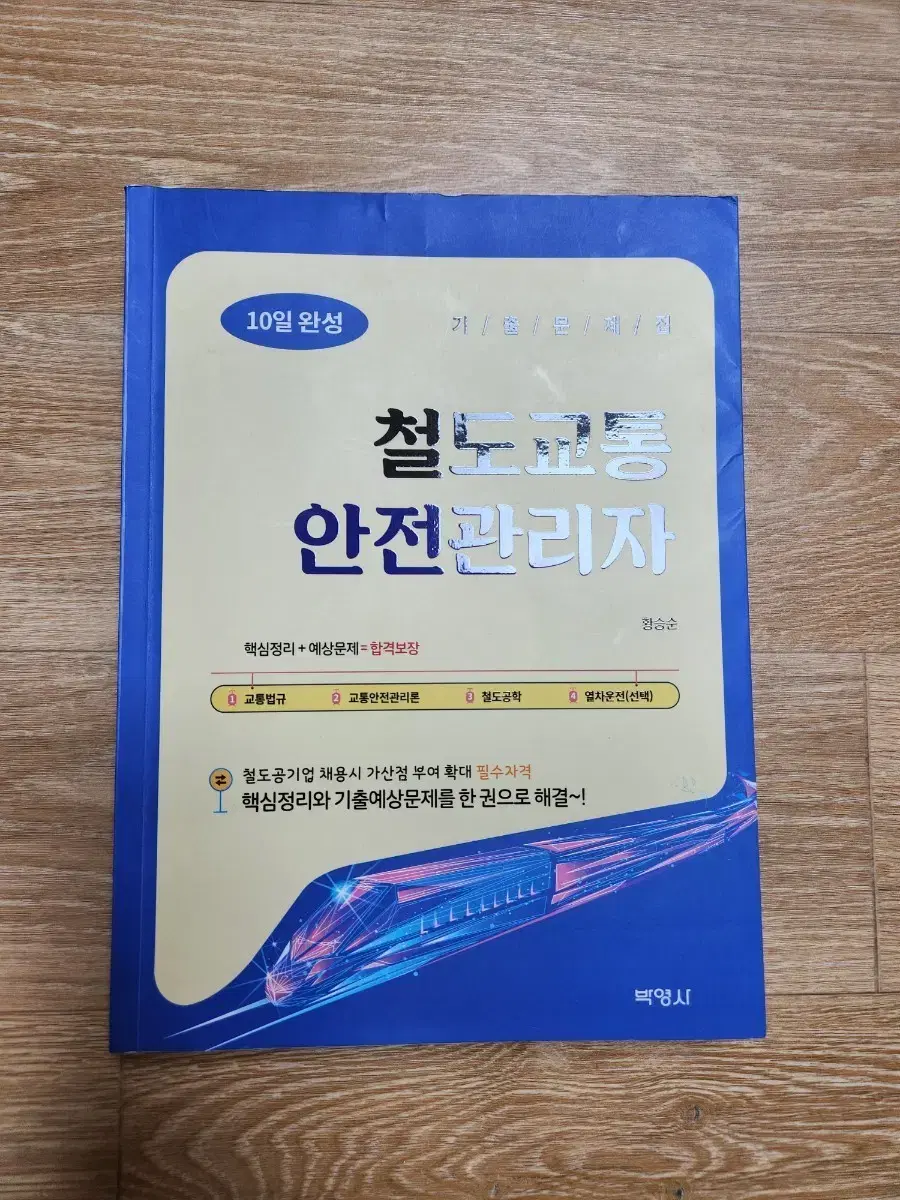 10일 완성
기/출/문/제/집
철도교통
안전관리자
황승순
핵심정리 + 예상문제 = 합격보장
1 교통법규 2 교통안전관리론 3 철도공학 4 열차운전(선택)
철도공기업 채용시 가산점 부여 확대 필수자격
핵심정리와 기출예상문제를 한 권으로 해결~!
박영사